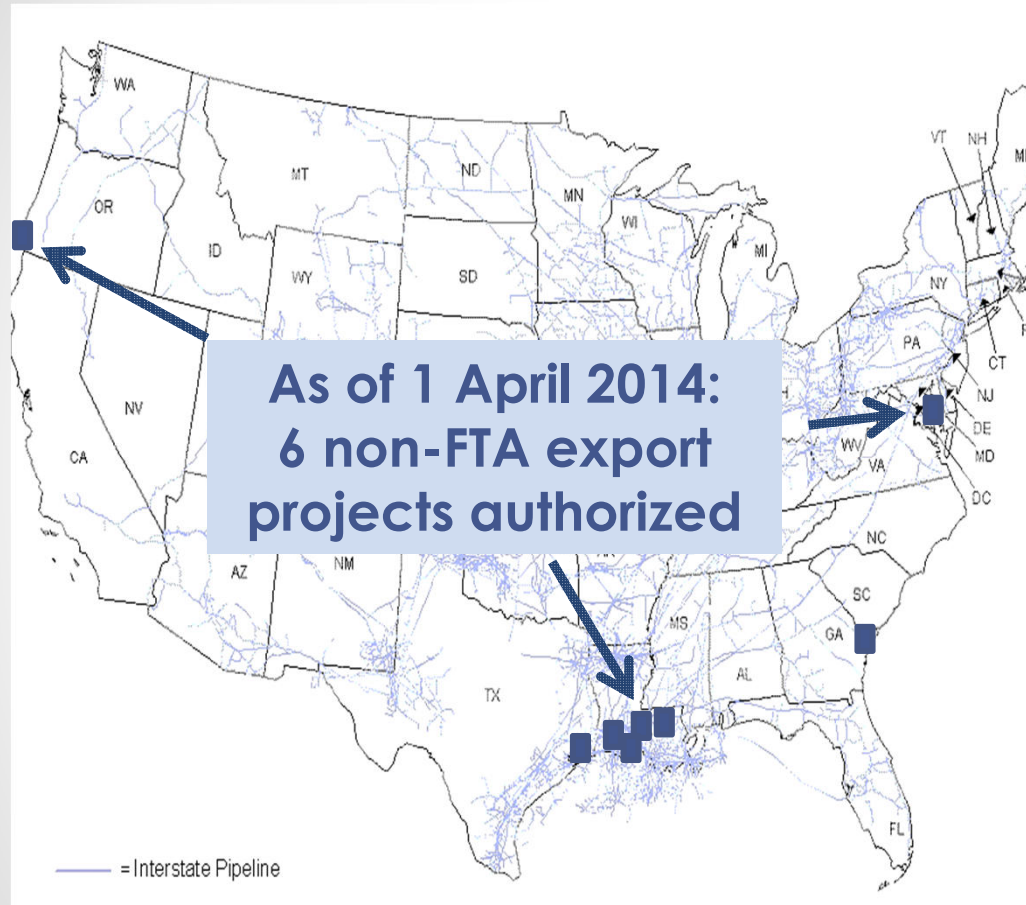 WA
VT NH
MT
ND
MN
OR
ID
WI
MI
WY
SD
NY
PA
CT
NJ
DE
MD
DC
WV
VA
NV
CA
As of 1 April 2014:
6 non-FTA export
projects authorized
AZ
NM
NC
SC
MS
GA
AL
TX
FL
= Interstate Pipeline